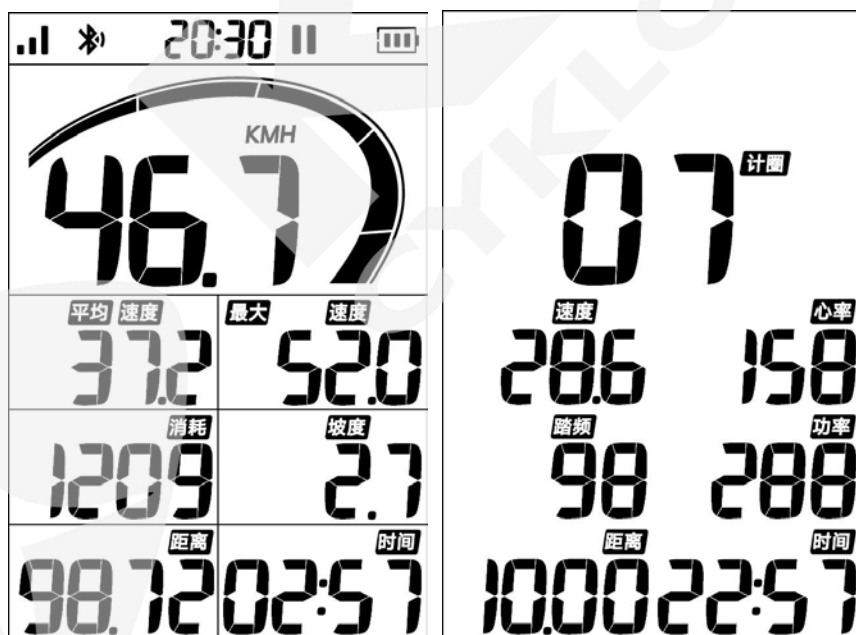 20:30
KMH
46.7
平均 速度
37.2
最大 速度
52.0
消耗
1209
坡度
2.7
距离
98.72
时间
02:57
07 计圈
速度
28.6
心率
158
踏频
98
功率
288
距离
10.00
时间
22:57
CYKLO